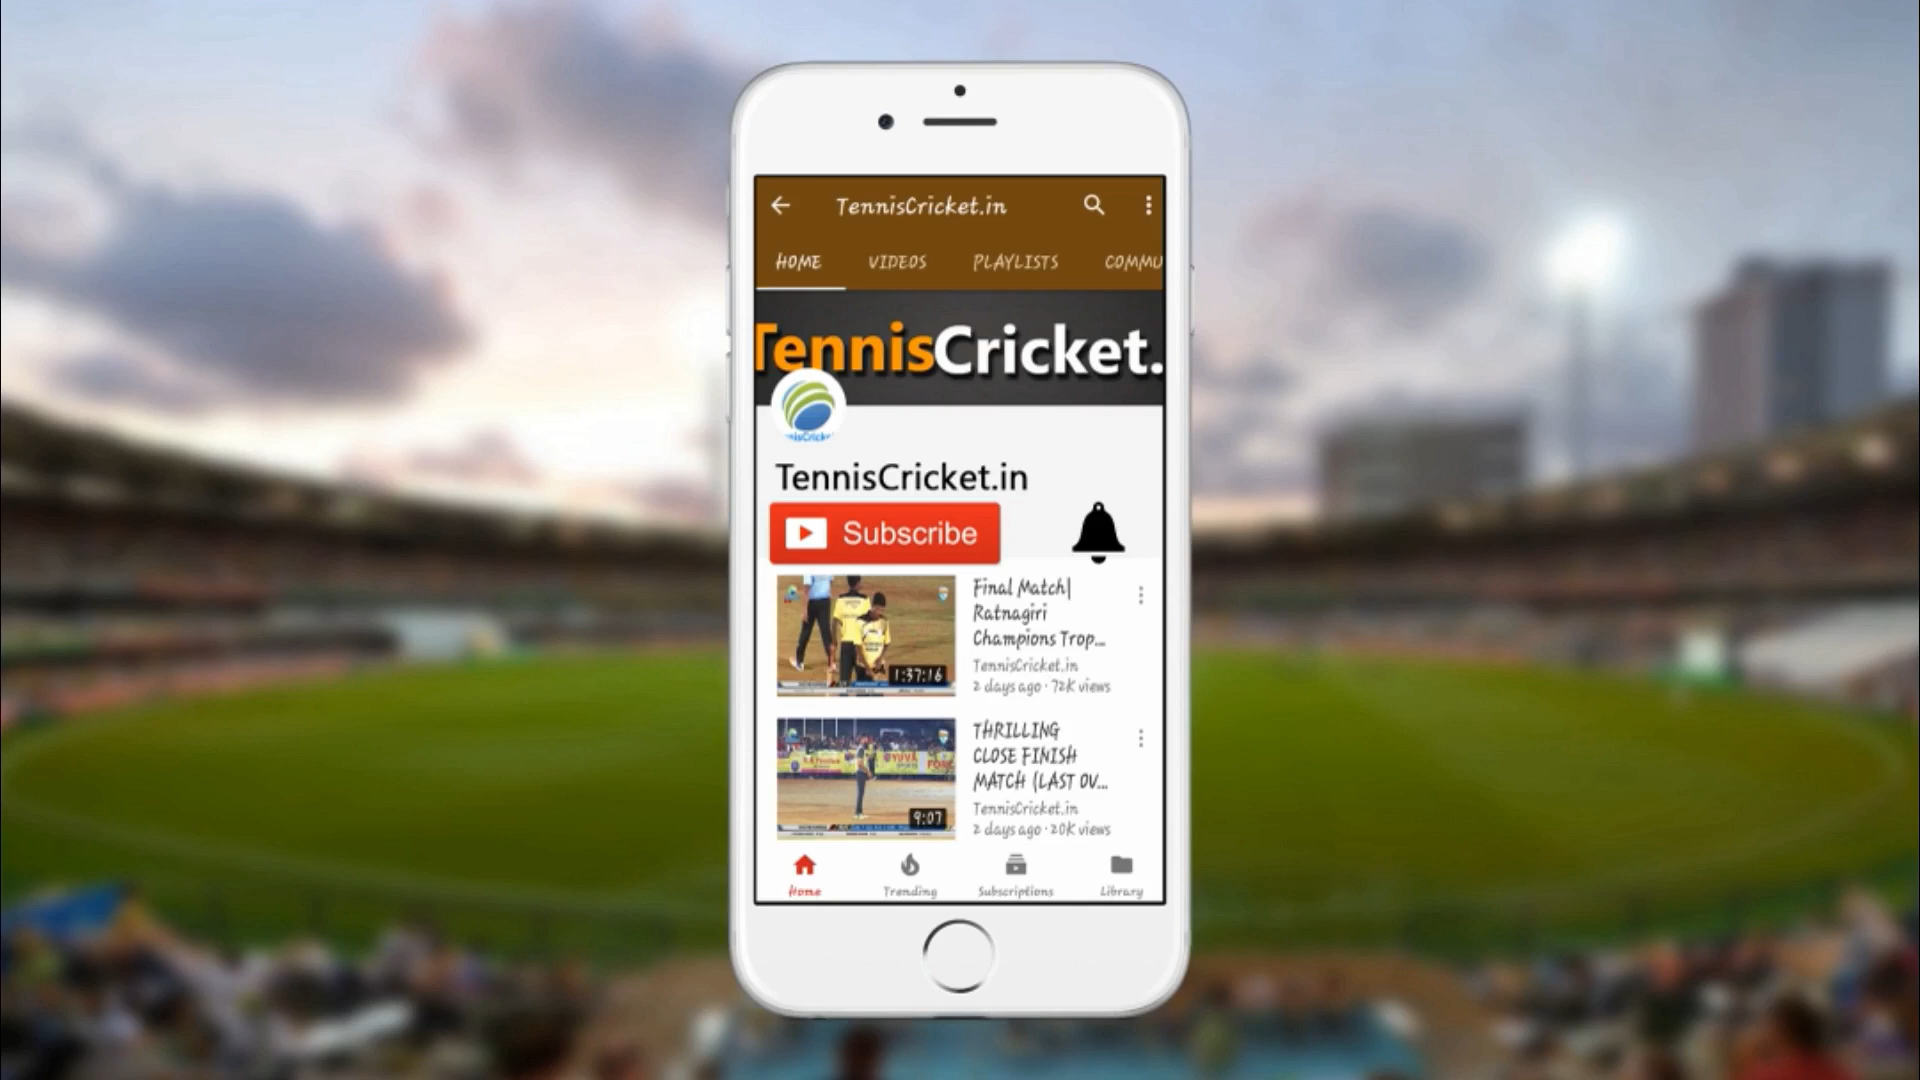 TennisCricket.in
HOME VIDEOS PLAYLISTS COMMU
TennisCricket.
TennisCricket.in
Subscribe
Final Match|
Ratnagiri
Champions Trop...
TennisCricket.in
2 days ago · 72K views
1:37:16
THRILLING
CLOSE FINISH
MATCH (LAST OV...
TennisCricket.in
2 days ago · 20K views
YUVA
9:07
Home Trending Subscriptions Library